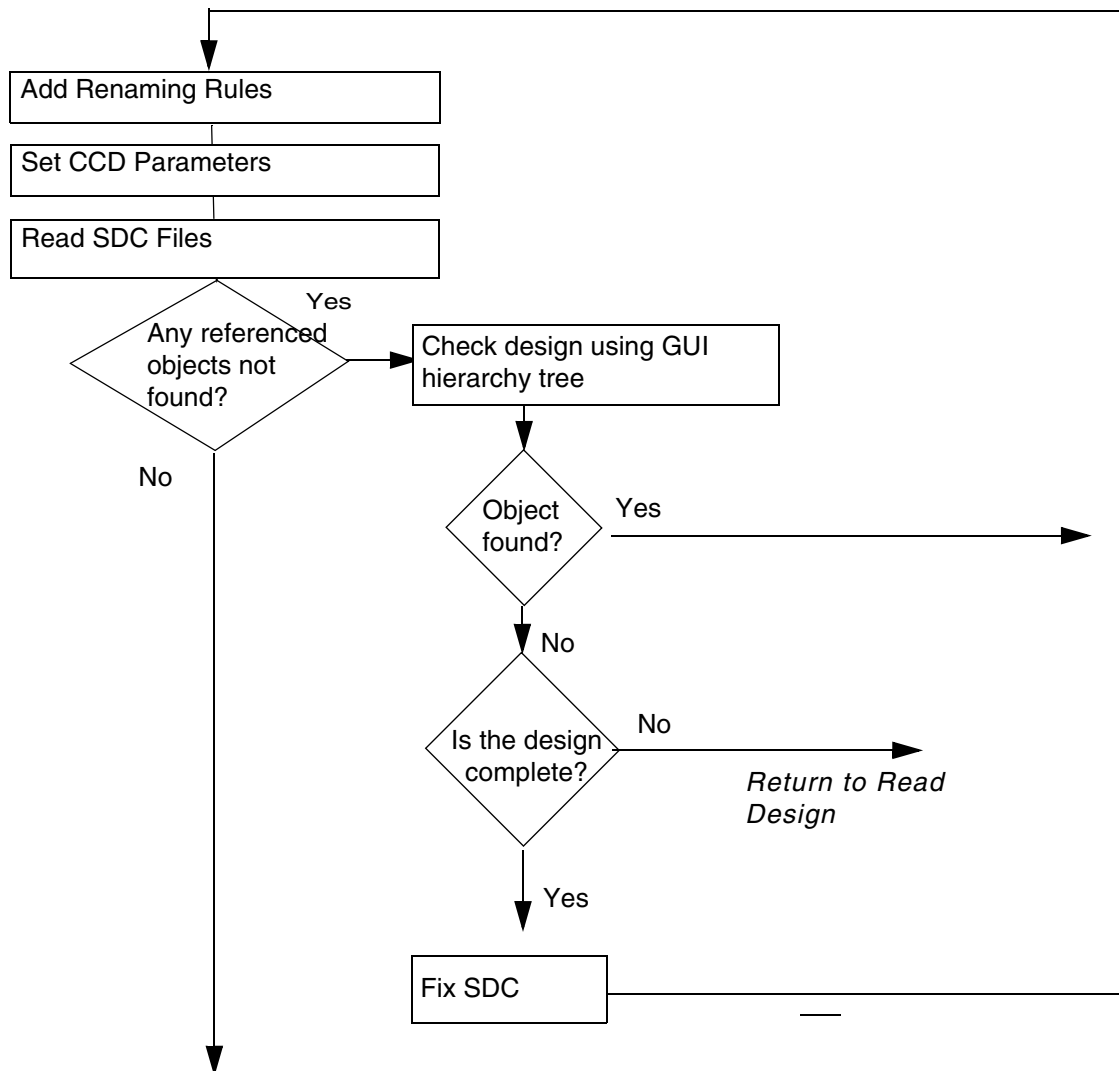 Add Renaming Rules
Set CCD Parameters
Read SDC Files
Yes
Any referenced
objects not
found?
Check design using GUI
hierarchy tree
No
Object
found?
Yes
No
Is the design
complete?
No
Return to Read
Design
Yes
Fix SDC